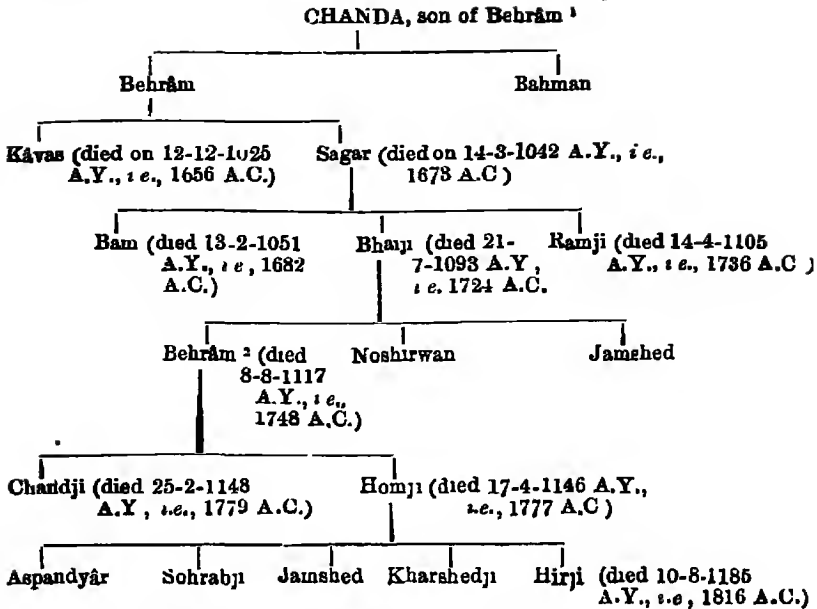 CHANDA, son of Behrâm ¹
Behrâm Bahman
Kâvas (died on 12-12-1025 Sagar (died on 14-3-1042 A.Y., i e.,
A.Y., i e., 1656 A.C.) 1673 A.C )
Bam (died 13-2-1051 Bhaiji (died 21- Ramji (died 14-4-1105
A.Y., i e , 1682 7-1093 A.Y , A.Y., i e., 1736 A.C )
A.C.) i e. 1724 A.C.
Behrâm ² (died Noshirwan Jamshed
8-8-1117
A.Y., i e.,
1748 A.C.)
Chandji (died 25-2-1148 Homji (died 17-4-1146 A.Y.,
A.Y , i.e., 1779 A.C.) i.e., 1777 A.C )
Aspandyâr Sohrabji Jamshed Kharshedji Hirji (died 10-8-1185
A.Y., i.e , 1816 A.C.)